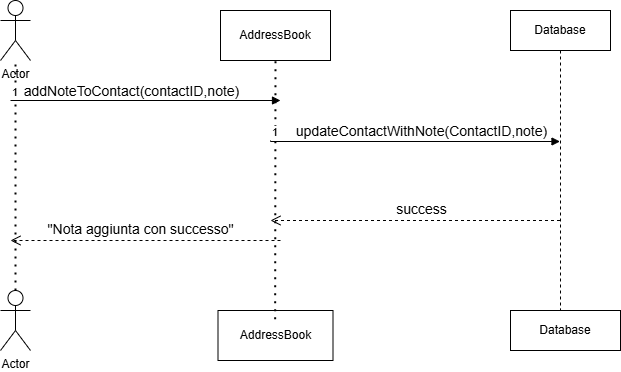 Actor
AddressBook
Database
1 addNoteToContact(contactID,note)
1 updateContactWithNote(ContactID,note)
success
"Nota aggiunta con successo"
Actor
AddressBook
Database